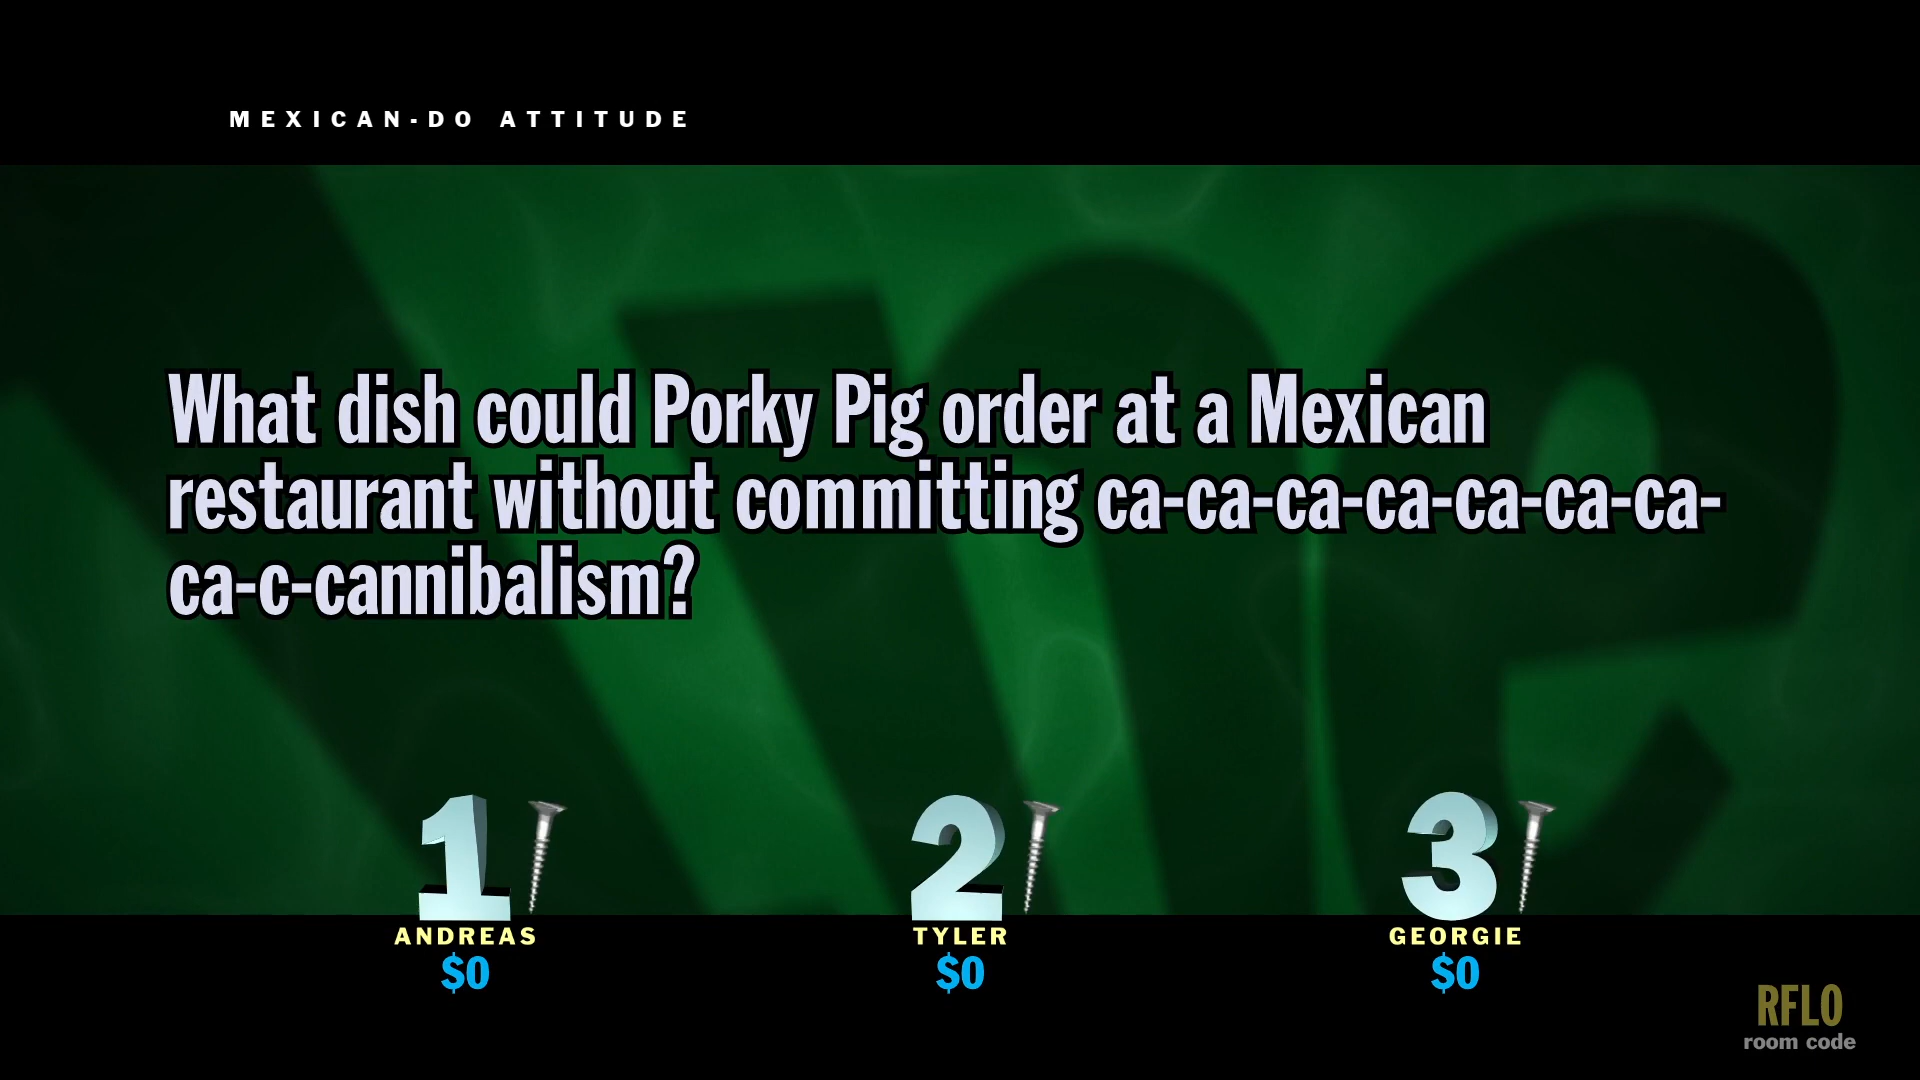 MEXICAN-DO ATTITUDE
What dish could Porky Pig order at a Mexican
restaurant without committing ca-ca-ca-ca-ca-ca-ca-
ca-c-cannibalism?
1 2 3
ANDREAS TYLER GEORGIE
$0 $0 $0
RFLO
room code